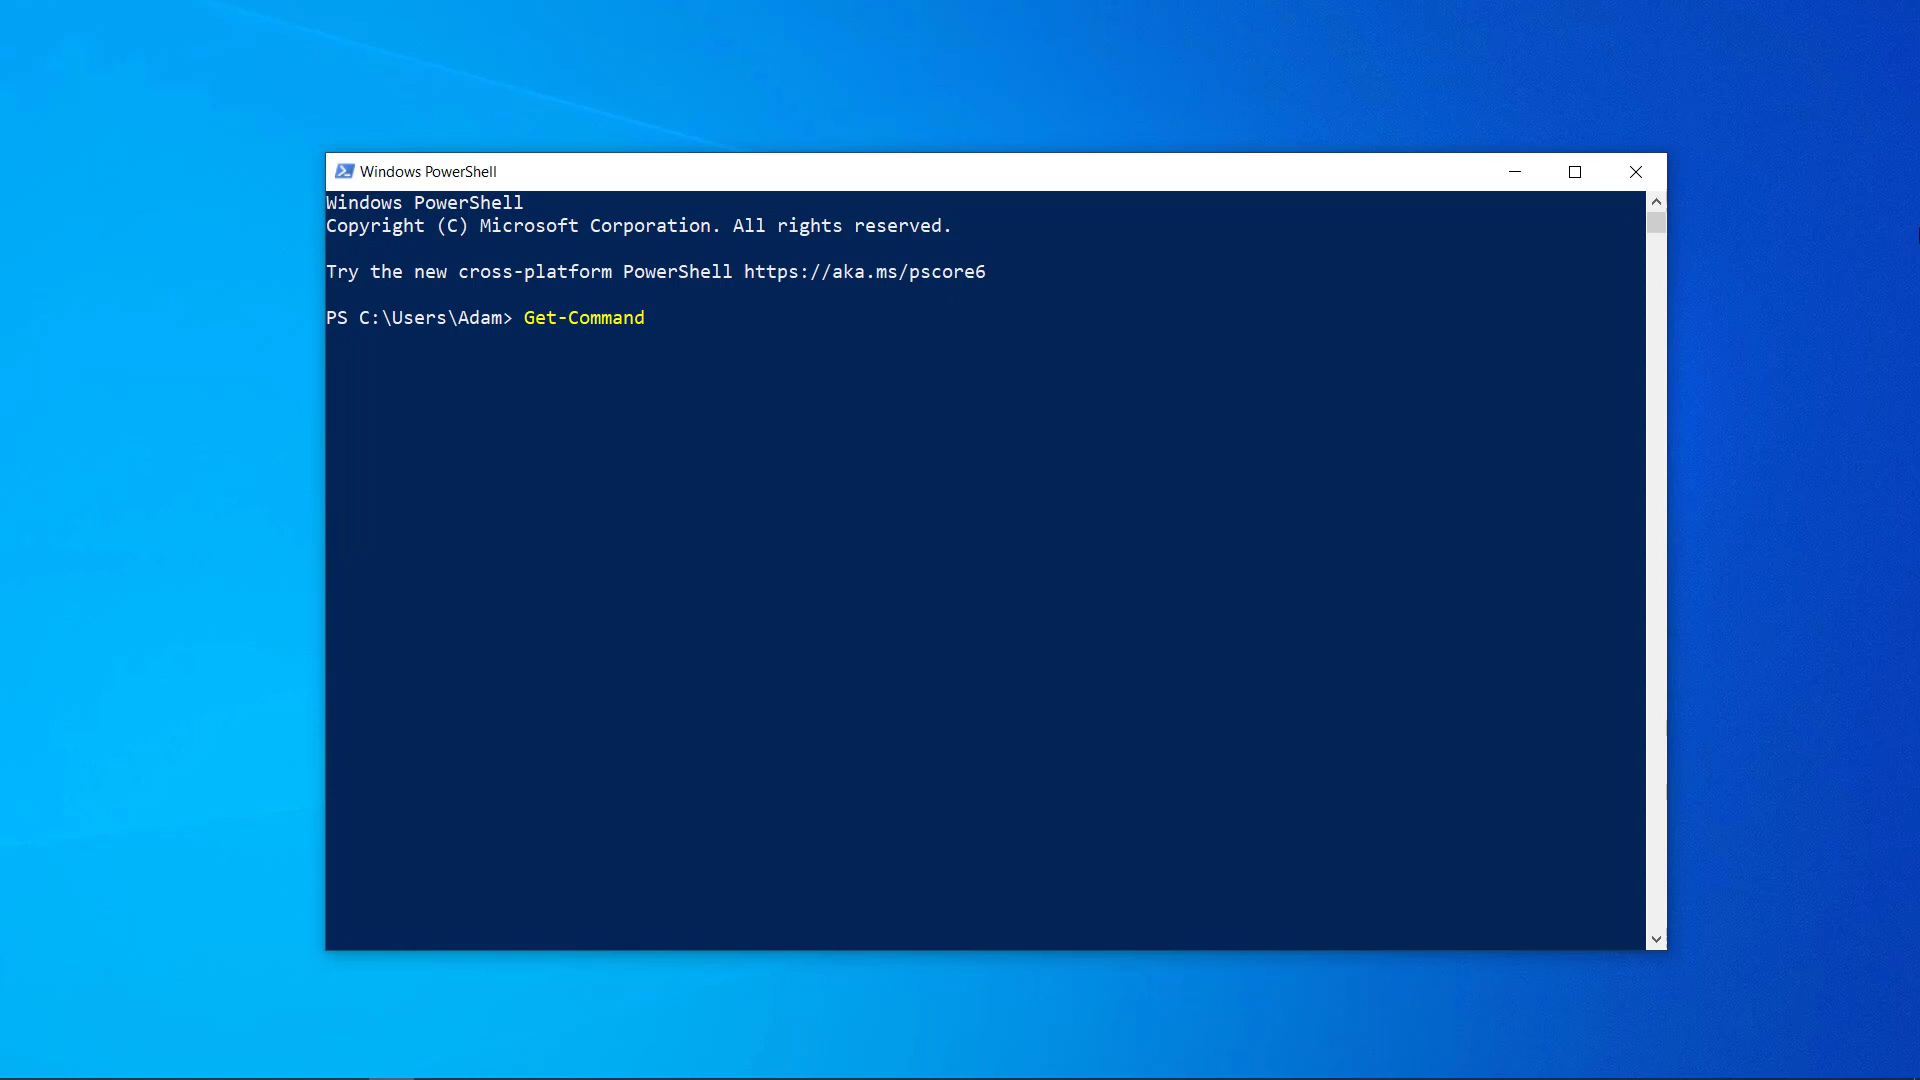 Windows PowerShell
Windows PowerShell
Copyright (C) Microsoft Corporation. All rights reserved.
Try the new cross-platform PowerShell https://aka.ms/pscore6
PS C:\Users\Adam> Get-Command